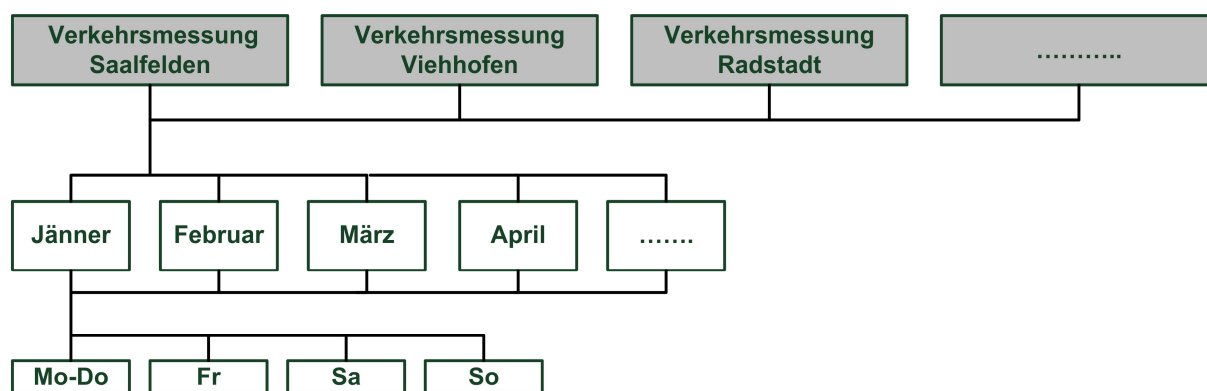 Verkehrsmessung
Saalfelden
Verkehrsmessung
Viehhofen
Verkehrsmessung
Radstadt
………..
Jänner
Februar
März
April
…….
Mo-Do
Fr
Sa
So